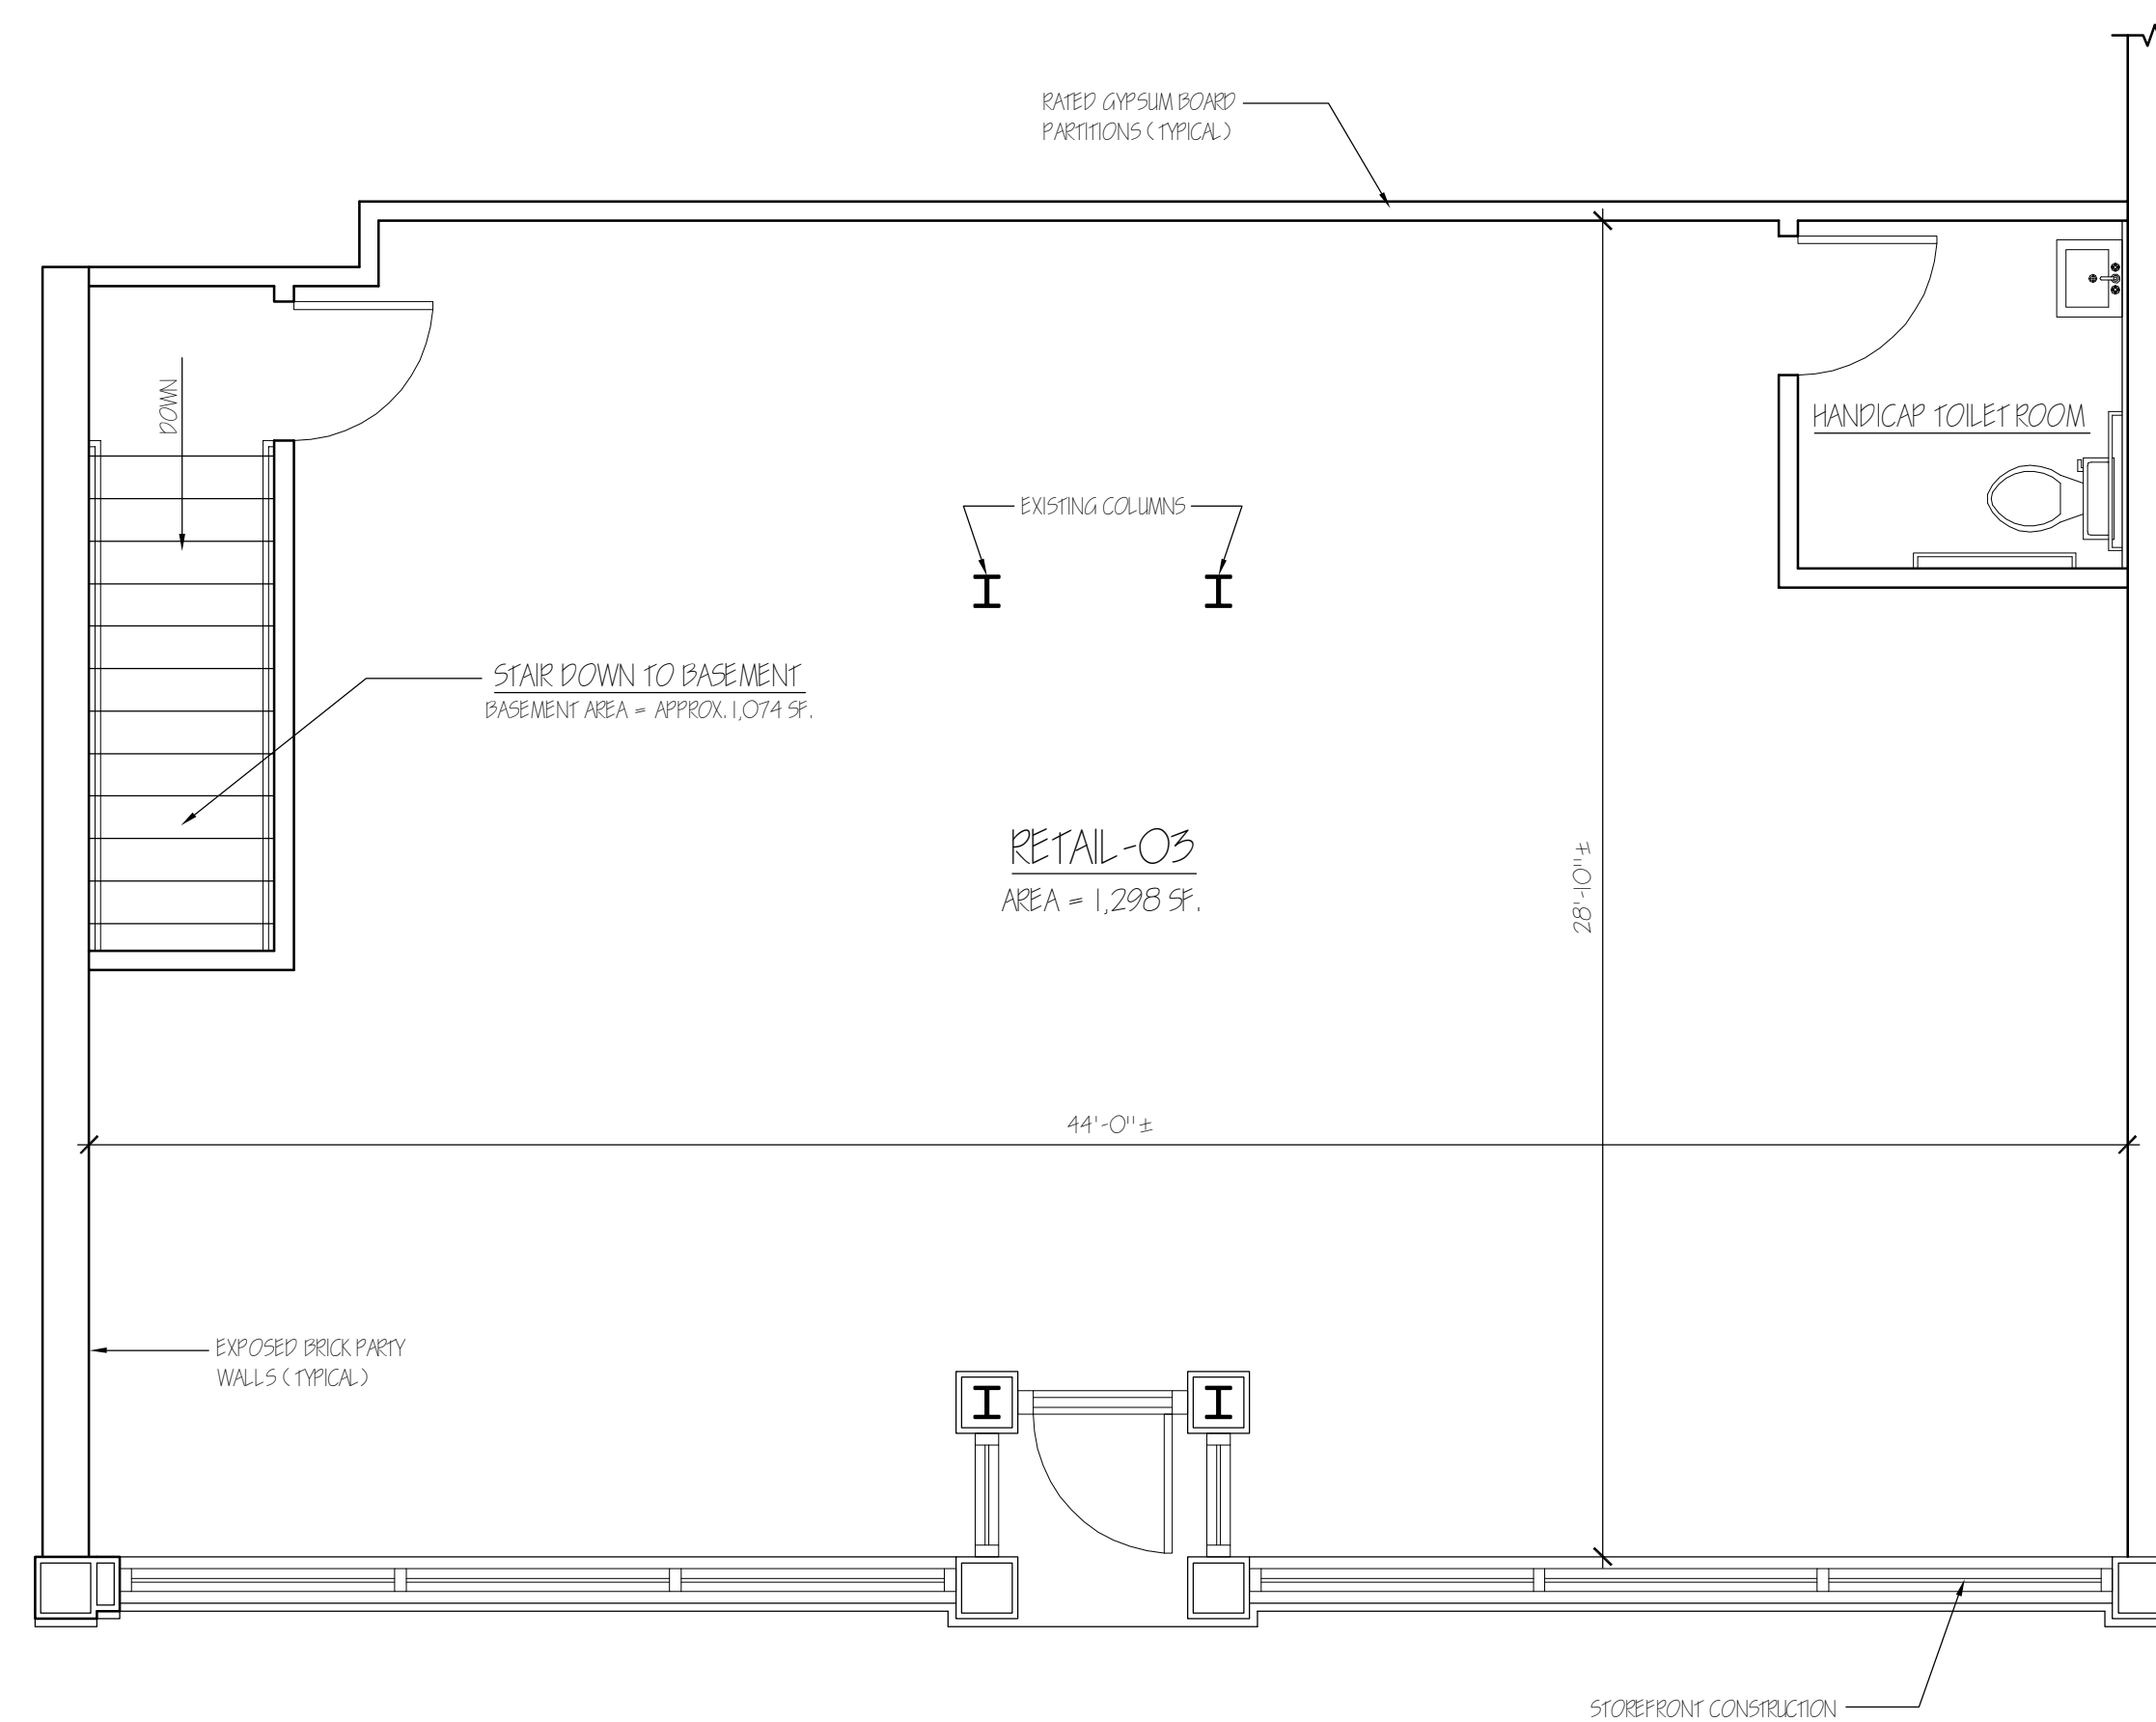 RATED GYPSUM BOARD
PARTITIONS (TYPICAL)
DOWN
HANDICAP TOILET ROOM
EXISTING COLUMNS
STAIR DOWN TO BASEMENT
BASEMENT AREA = APPROX. 1,074 SF.
RETAIL-03
AREA = 1,298 SF.
28'-10"±
44'-0"±
EXPOSED BRICK PARTY
WALLS (TYPICAL)
STOREFRONT CONSTRUCTION